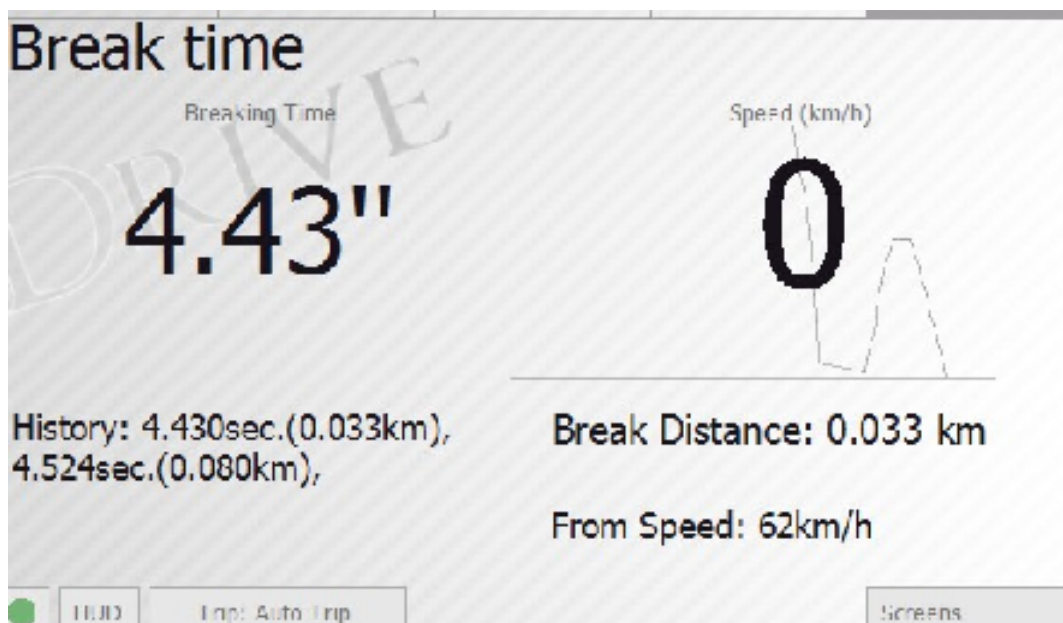 Break time
Breaking Time
Speed (km/h)
DRIVE
4.43"
0
History: 4.430sec.(0.033km),
4.524sec.(0.080km),
Break Distance: 0.033 km
From Speed: 62km/h
HUD
Trip: Auto Trip
Screens